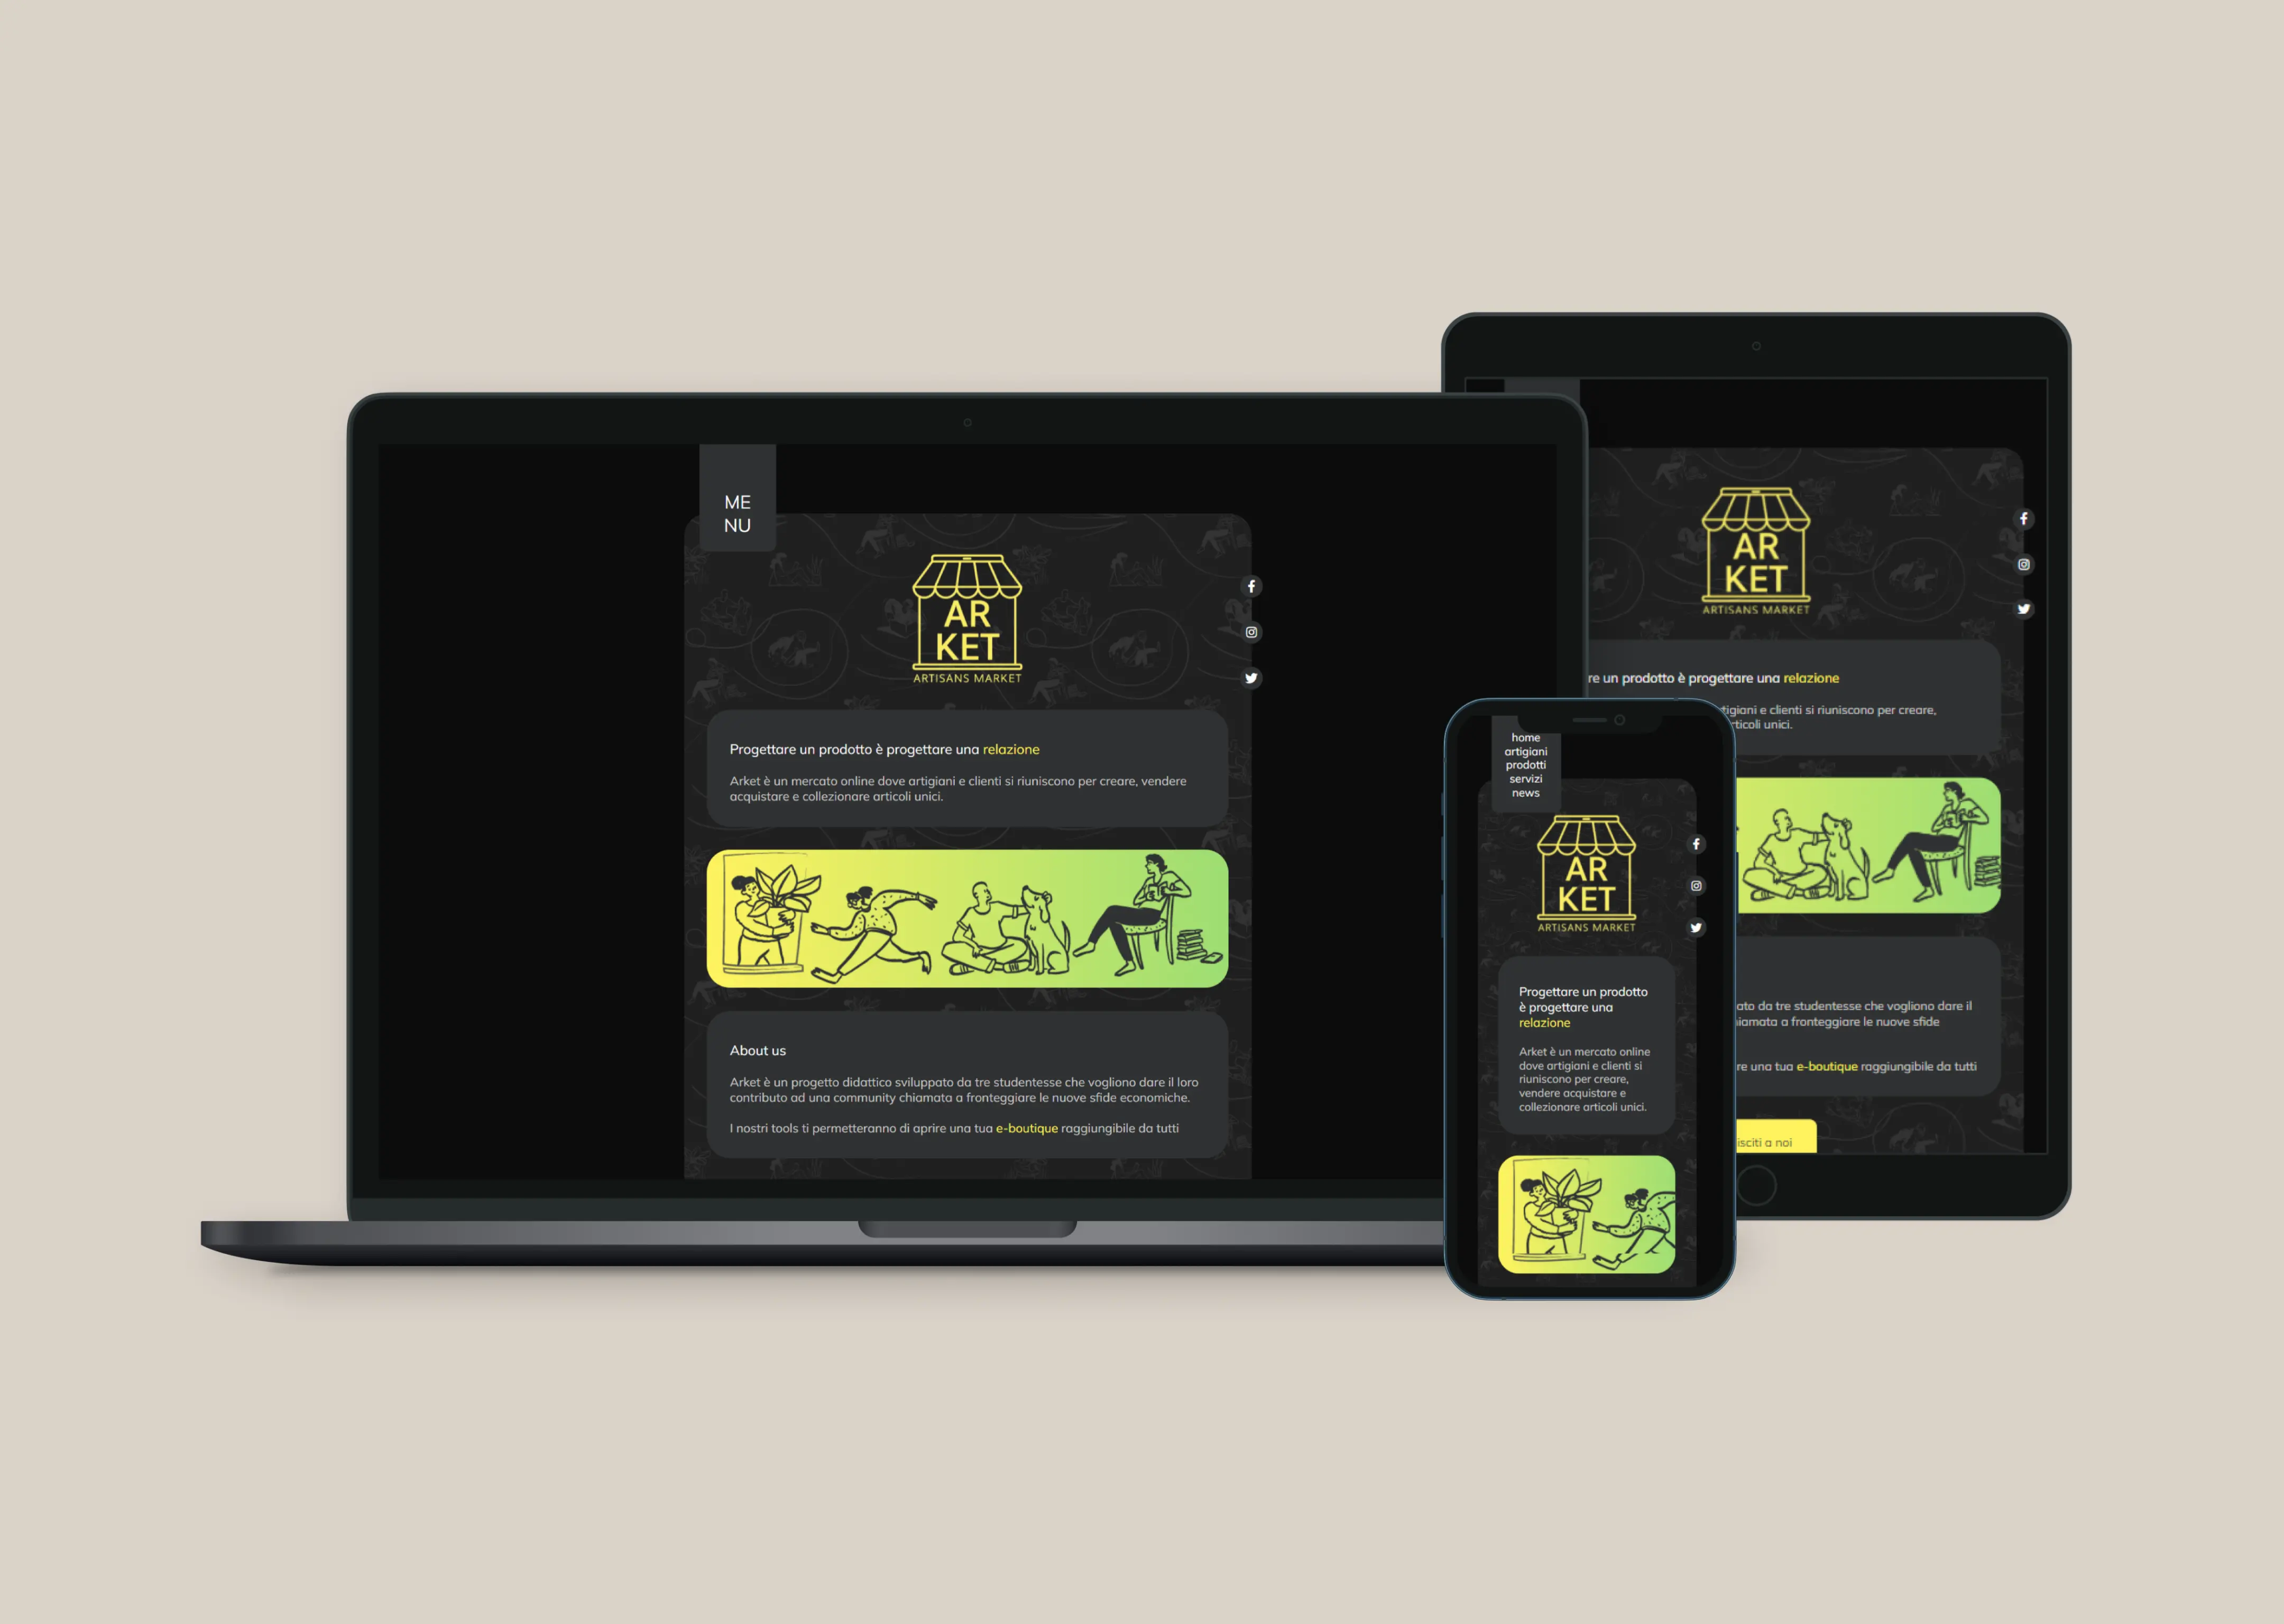 ME
NU
AR
KET
ARTISANS MARKET
Progettare un prodotto è progettare una relazione
Arket è un mercato online dove artigiani e clienti si riuniscono per creare, vendere
acquistare e collezionare articoli unici.
About us
Arket è un progetto didattico sviluppato da tre studentesse che vogliono dare il loro
contributo ad una community chiamata a fronteggiare le nuove sfide economiche.
I nostri tools ti permetteranno di aprire una tua e-boutique raggiungibile da tutti
home
artigiani
prodotti
servizi
news
AR
KET
ARTISANS MARKET
Progettare un prodotto
è progettare una
relazione
Arket è un mercato online
dove artigiani e clienti si
riuniscono per creare,
vendere acquistare e
collezionare articoli unici.
AR
KET
ARTISANS MARKET
re un prodotto è progettare una relazione
tigiani e clienti si riuniscono per creare,
ticoli unici.
ato da tre studentesse che vogliono dare il
iamata a fronteggiare le nuove sfide
re una tua e-boutique raggiungibile da tutti
isciti a noi